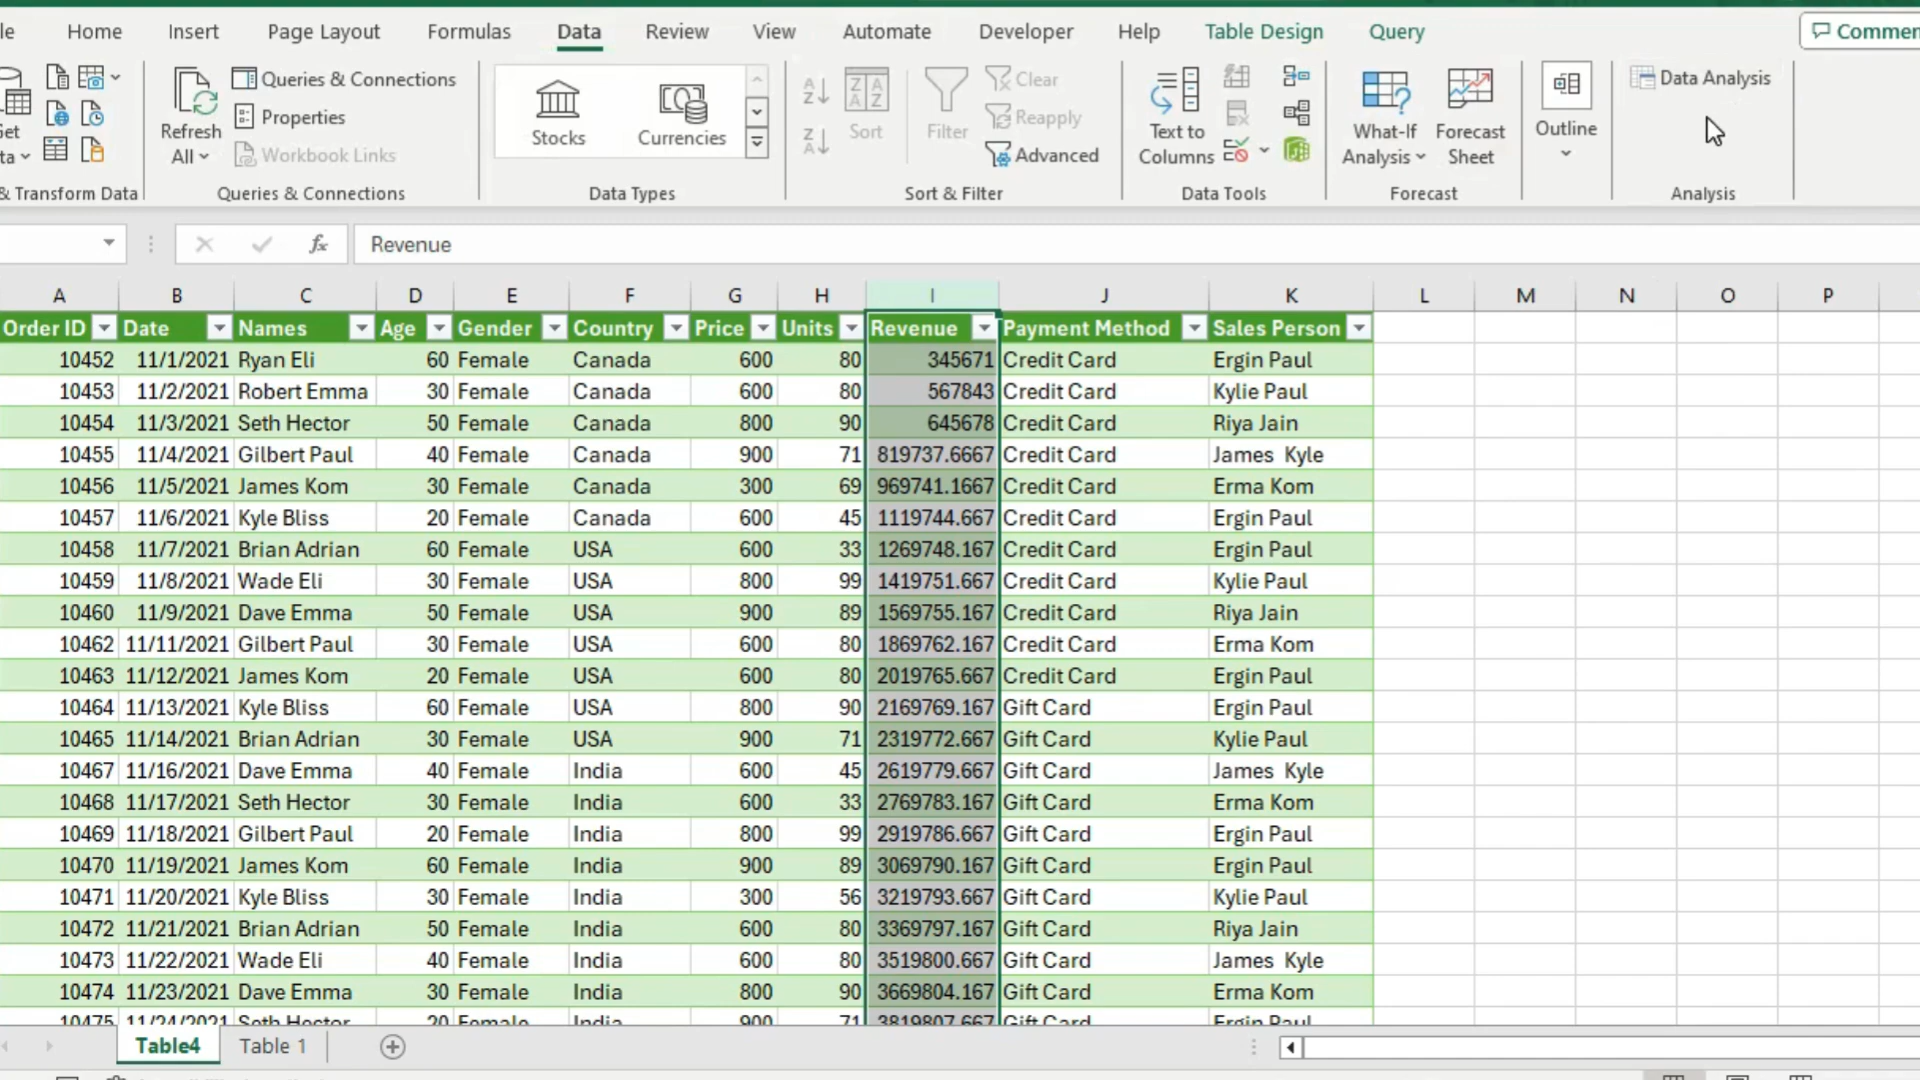 le Home Insert Page Layout Formulas Data Review View Automate Developer Help Table Design Query Commen
Get
ta
Refresh
All
Queries & Connections
Properties
Workbook Links
Stocks Currencies
Sort
Filter
Clear
Reapply
Advanced
Text to
Columns
What-If
Analysis
Forecast
Sheet
Outline
Data Analysis
& Transform Data Queries & Connections Data Types Sort & Filter Data Tools Forecast Analysis
fx Revenue
A B C D E F G H I J K L M N O P
Order ID Date Names Age Gender Country Price Units Revenue Payment Method Sales Person
10452 11/1/2021 Ryan Eli 60 Female Canada 600 80 345671 Credit Card Ergin Paul
10453 11/2/2021 Robert Emma 30 Female Canada 600 80 567843 Credit Card Kylie Paul
10454 11/3/2021 Seth Hector 50 Female Canada 800 90 645678 Credit Card Riya Jain
10455 11/4/2021 Gilbert Paul 40 Female Canada 900 71 819737.6667 Credit Card James  Kyle
10456 11/5/2021 James Kom 30 Female Canada 300 69 969741.1667 Credit Card Erma Kom
10457 11/6/2021 Kyle Bliss 20 Female Canada 600 45 1119744.667 Credit Card Ergin Paul
10458 11/7/2021 Brian Adrian 60 Female USA 600 33 1269748.167 Credit Card Ergin Paul
10459 11/8/2021 Wade Eli 30 Female USA 800 99 1419751.667 Credit Card Kylie Paul
10460 11/9/2021 Dave Emma 50 Female USA 900 89 1569755.167 Credit Card Riya Jain
10462 11/11/2021 Gilbert Paul 30 Female USA 600 80 1869762.167 Credit Card Erma Kom
10463 11/12/2021 James Kom 20 Female USA 600 80 2019765.667 Credit Card Ergin Paul
10464 11/13/2021 Kyle Bliss 60 Female USA 800 90 2169769.167 Gift Card Ergin Paul
10465 11/14/2021 Brian Adrian 30 Female USA 900 71 2319772.667 Gift Card Kylie Paul
10467 11/16/2021 Dave Emma 40 Female India 600 45 2619779.667 Gift Card James  Kyle
10468 11/17/2021 Seth Hector 30 Female India 600 33 2769783.167 Gift Card Erma Kom
10469 11/18/2021 Gilbert Paul 20 Female India 800 99 2919786.667 Gift Card Ergin Paul
10470 11/19/2021 James Kom 60 Female India 900 89 3069790.167 Gift Card Ergin Paul
10471 11/20/2021 Kyle Bliss 30 Female India 300 56 3219793.667 Gift Card Kylie Paul
10472 11/21/2021 Brian Adrian 50 Female India 600 80 3369797.167 Gift Card Riya Jain
10473 11/22/2021 Wade Eli 40 Female India 600 80 3519800.667 Gift Card James  Kyle
10474 11/23/2021 Dave Emma 30 Female India 800 90 3669804.167 Gift Card Erma Kom
10475 11/24/2021 Seth Hector 20 Female India 900 71 3819807.667 Gift Card Ergin Paul
Table4 Table 1